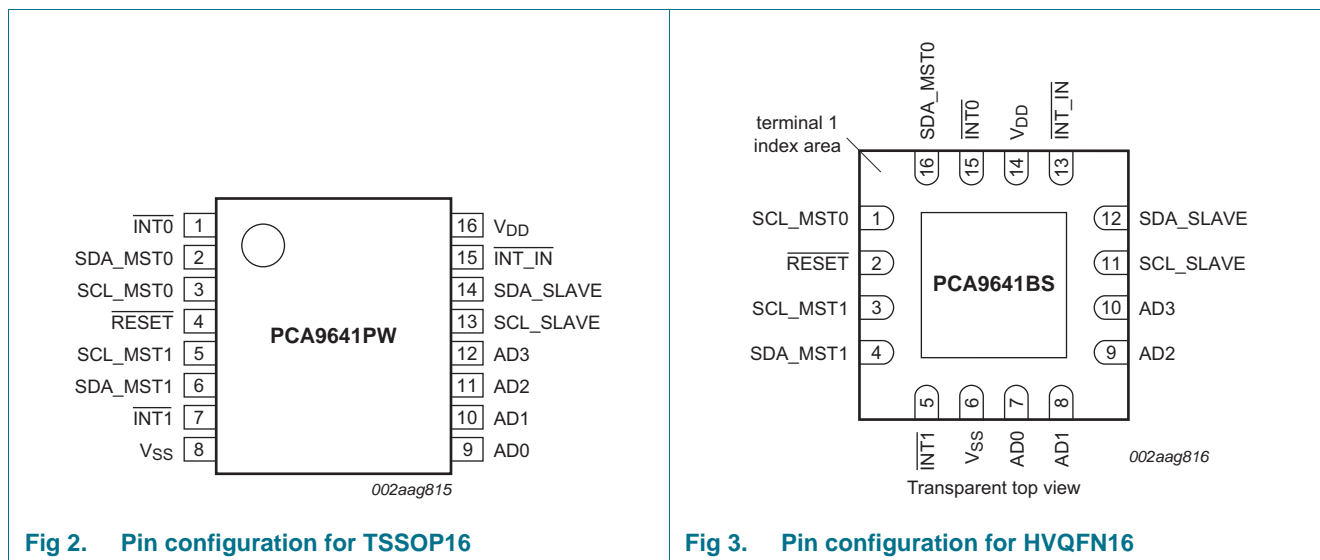 INT0 1
SDA_MST0 2
SCL_MST0 3
RESET 4
SCL_MST1 5
SDA_MST1 6
INT1 7
VSS 8
PCA9641PW
16 VDD
15 INT_IN
14 SDA_SLAVE
13 SCL_SLAVE
12 AD3
11 AD2
10 AD1
9 AD0
002aag815
Fig 2. Pin configuration for TSSOP16
terminal 1
index area
SDA_MST0
INT0
VDD
INT_IN
16 15 14 13
SCL_MST0 1
RESET 2
SCL_MST1 3
SDA_MST1 4
PCA9641BS
12 SDA_SLAVE
11 SCL_SLAVE
10 AD3
9 AD2
5 6 7 8
INT1
VSS
AD0
AD1
002aag816
Transparent top view
Fig 3. Pin configuration for HVQFN16